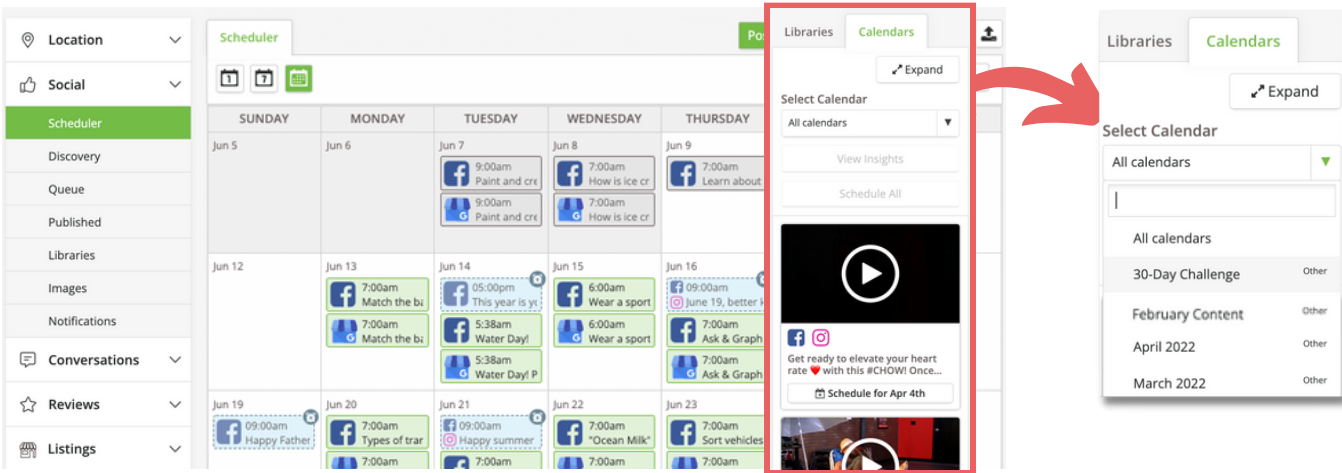 Location
Social
Scheduler
Discovery
Queue
Published
Libraries
Images
Notifications
Conversations
Reviews
Listings
Scheduler
1
7
SUNDAY MONDAY TUESDAY WEDNESDAY THURSDAY
Jun 5 Jun 6 Jun 7 Jun 8 Jun 9
9:00am
Paint and cre
9:00am
Paint and cre
7:00am
How is ice cr
7:00am
How is ice cr
7:00am
Learn about
Jun 12 Jun 13 Jun 14 Jun 15 Jun 16
7:00am
Match the ba
7:00am
Match the ba
05:00pm
This year is yo
5:38am
Water Day!
5:38am
Water Day! P
6:00am
Wear a sport
6:00am
Wear a sport
09:00am
June 19, better k
7:00am
Ask & Graph
7:00am
Ask & Graph
Jun 19 Jun 20 Jun 21 Jun 22 Jun 23
09:00am
Happy Father
7:00am
Types of trar
7:00am
09:00am
Happy summer
7:00am
7:00am
"Ocean Milk"
7:00am
7:00am
Sort vehicles
7:00am
Libraries Calendars
Expand
Select Calendar
All calendars
View Insights
Schedule All
Get ready to elevate your heart
rate ❤ with this #CHOW! Once...
Schedule for Apr 4th
Libraries Calendars
Expand
Select Calendar
All calendars
All calendars
30-Day Challenge Other
February Content Other
April 2022 Other
March 2022 Other